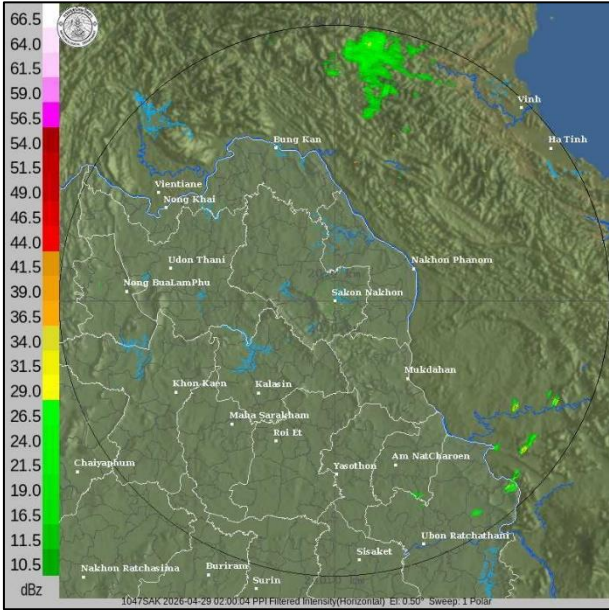 66.5
64.0
61.5
59.0
56.5
54.0
51.5
49.0
46.5
44.0
41.5
39.0
36.5
34.0
31.5
29.0
26.5
24.0
21.5
19.0
16.5
14.0
11.5
10.5
dBz
Vinh
Ha Tinh
Bung Kan
Vientiane
Nong Khai
Udon Thani
Nakhon Phanom
Nong BuaLamPhu
Sakon Nakhon
Mukdahan
Khon Kaen
Kalasin
Maha Sarakham
Roi Et
Chaiyaphum
Yasothon
Am NatCharoen
Ubon Ratchathani
Sisaket
Nakhon Ratchasima
Buriram
Surin
1047SAK 2026-04-29 02:00:04 PPI Filtered Intensity(Horizontal) El: 0.50° Sweep: 1 Polar